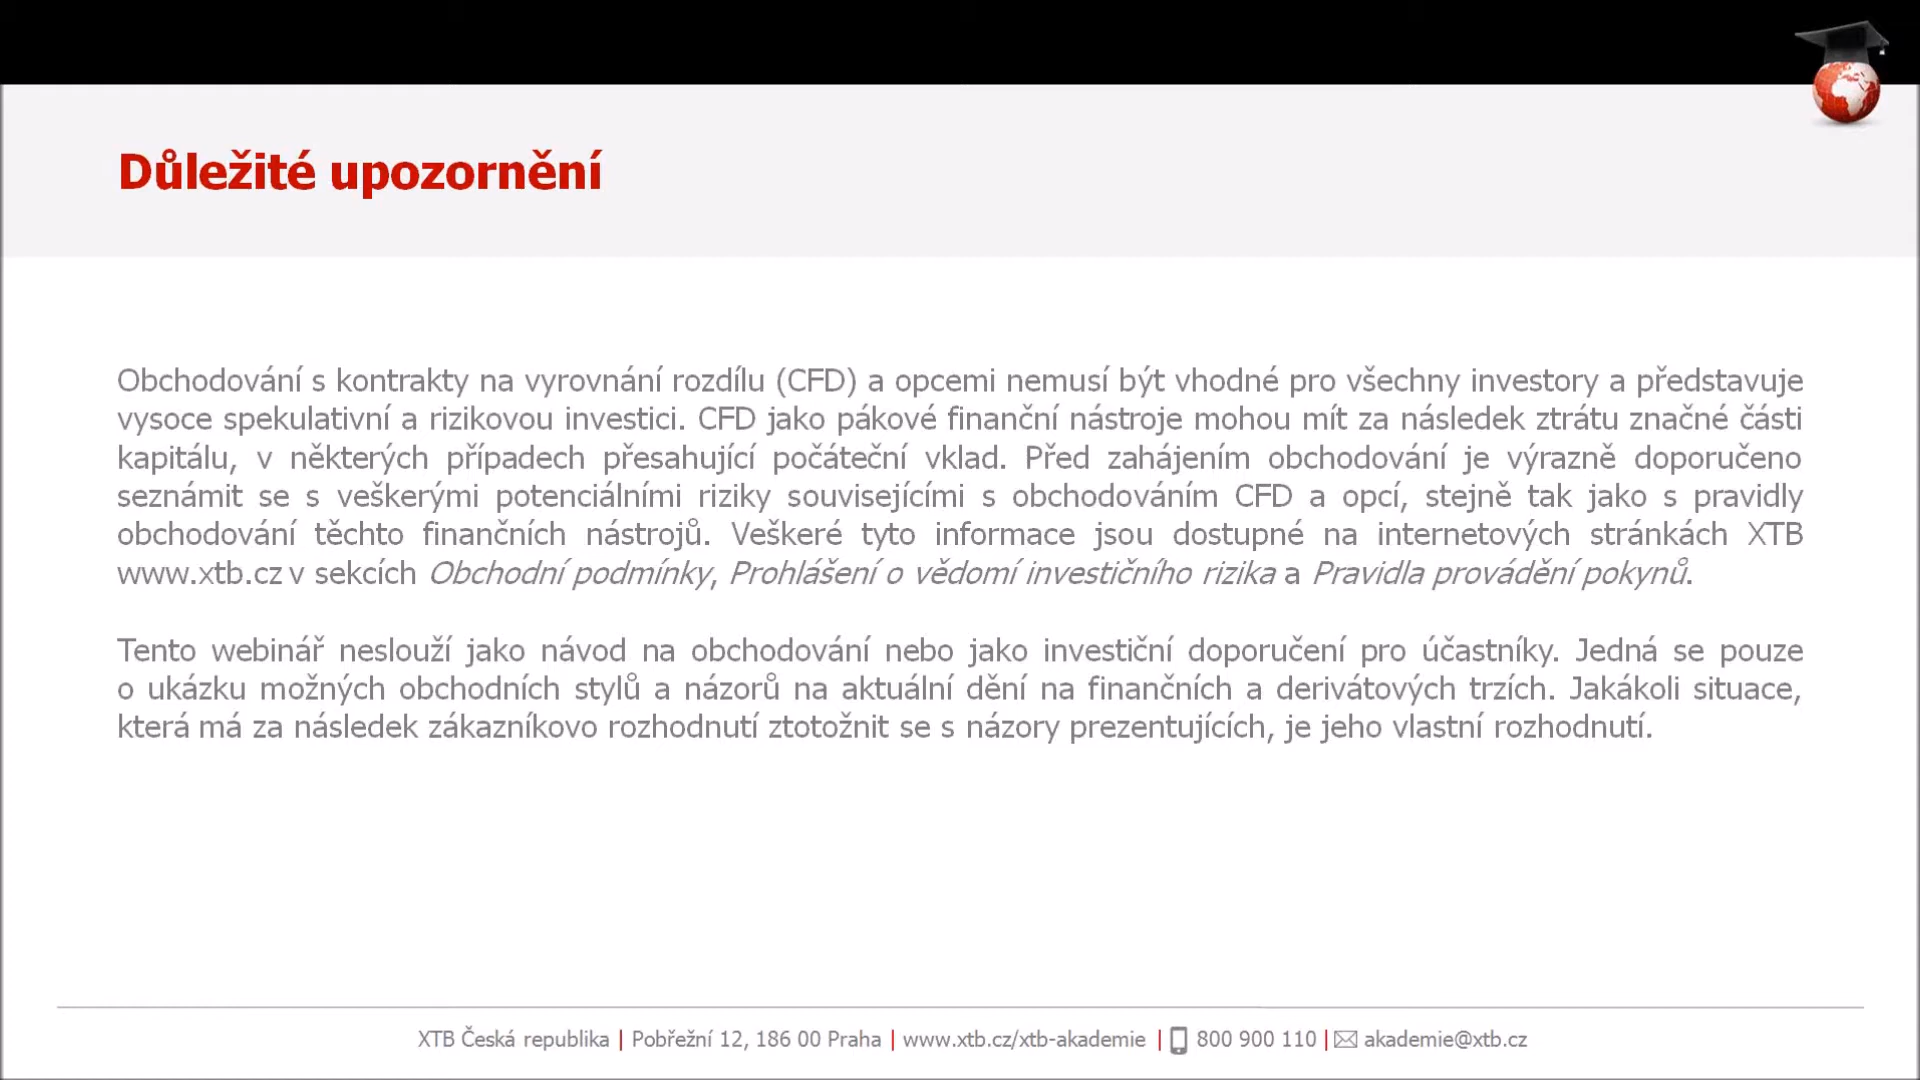 Důležité upozornění
Obchodování s kontrakty na vyrovnání rozdílu (CFD) a opcemi nemusí být vhodné pro všechny investory a představuje
vysoce spekulativní a rizikovou investici. CFD jako pákové finanční nástroje mohou mít za následek ztrátu značné části
kapitálu, v některých případech přesahující počáteční vklad. Před zahájením obchodování je výrazně doporučeno
seznámit se s veškerými potenciálními riziky souvisejícími s obchodováním CFD a opcí, stejně tak jako s pravidly
obchodování těchto finančních nástrojů. Veškeré tyto informace jsou dostupné na internetových stránkách XTB
www.xtb.cz v sekcích Obchodní podmínky, Prohlášení o vědomí investičního rizika a Pravidla provádění pokynů.
Tento webinář neslouží jako návod na obchodování nebo jako investiční doporučení pro účastníky. Jedná se pouze
o ukázku možných obchodních stylů a názorů na aktuální dění na finančních a derivátových trzích. Jakákoli situace,
která má za následek zákazníkovo rozhodnutí ztotožnit se s názory prezentujících, je jeho vlastní rozhodnutí.
XTB Česká republika | Pobřežní 12, 186 00 Praha | www.xtb.cz/xtb-akademie | 800 900 110 | akademie@xtb.cz